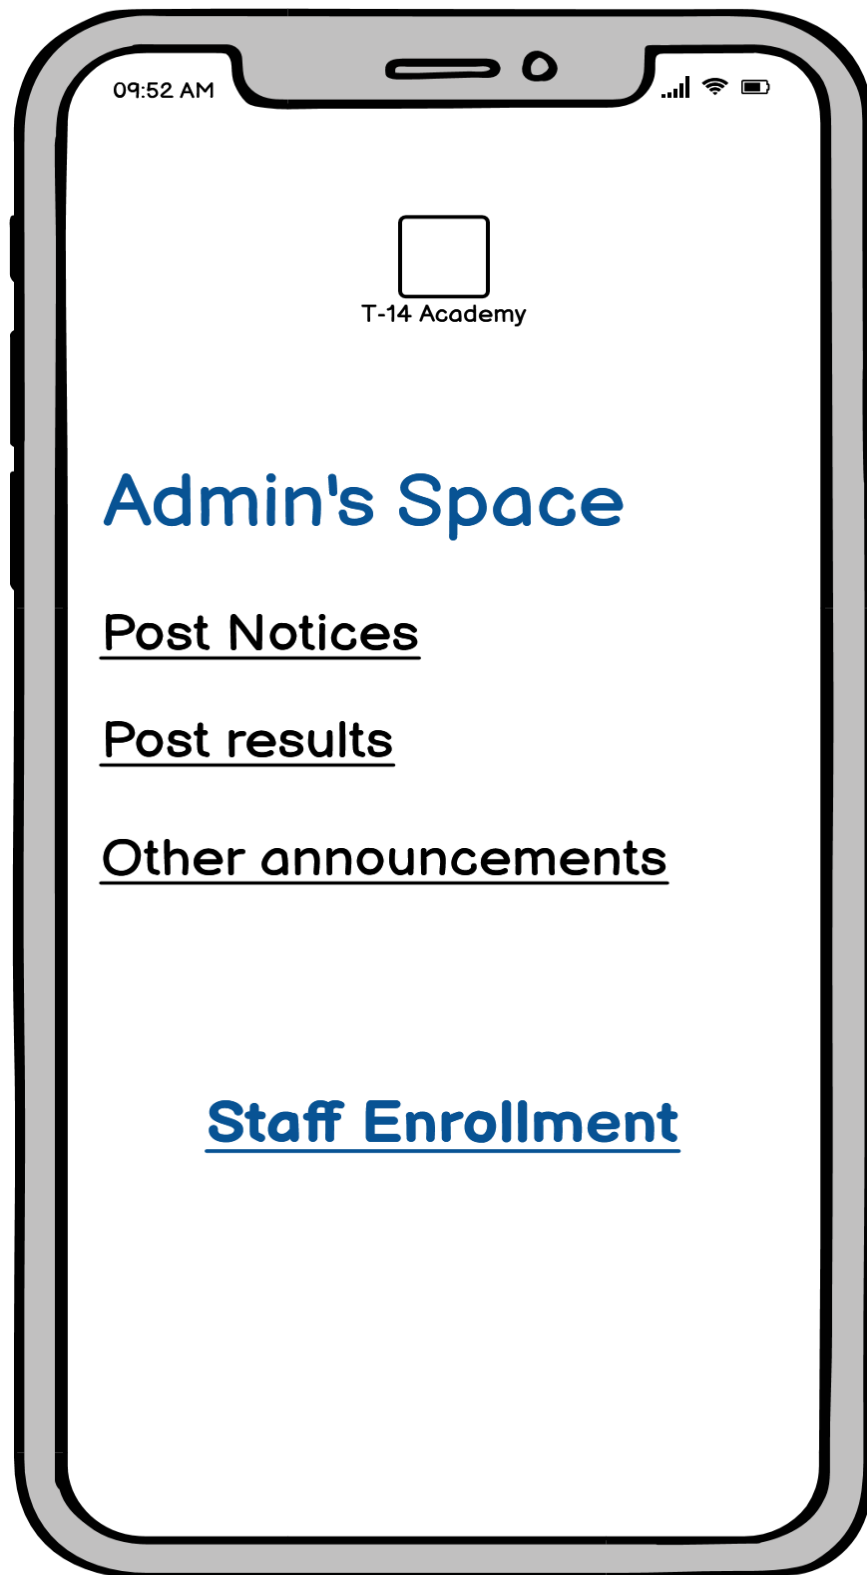 09:52 AM
T-14 Academy
Admin's Space
Post Notices
Post results
Other announcements
Staff Enrollment